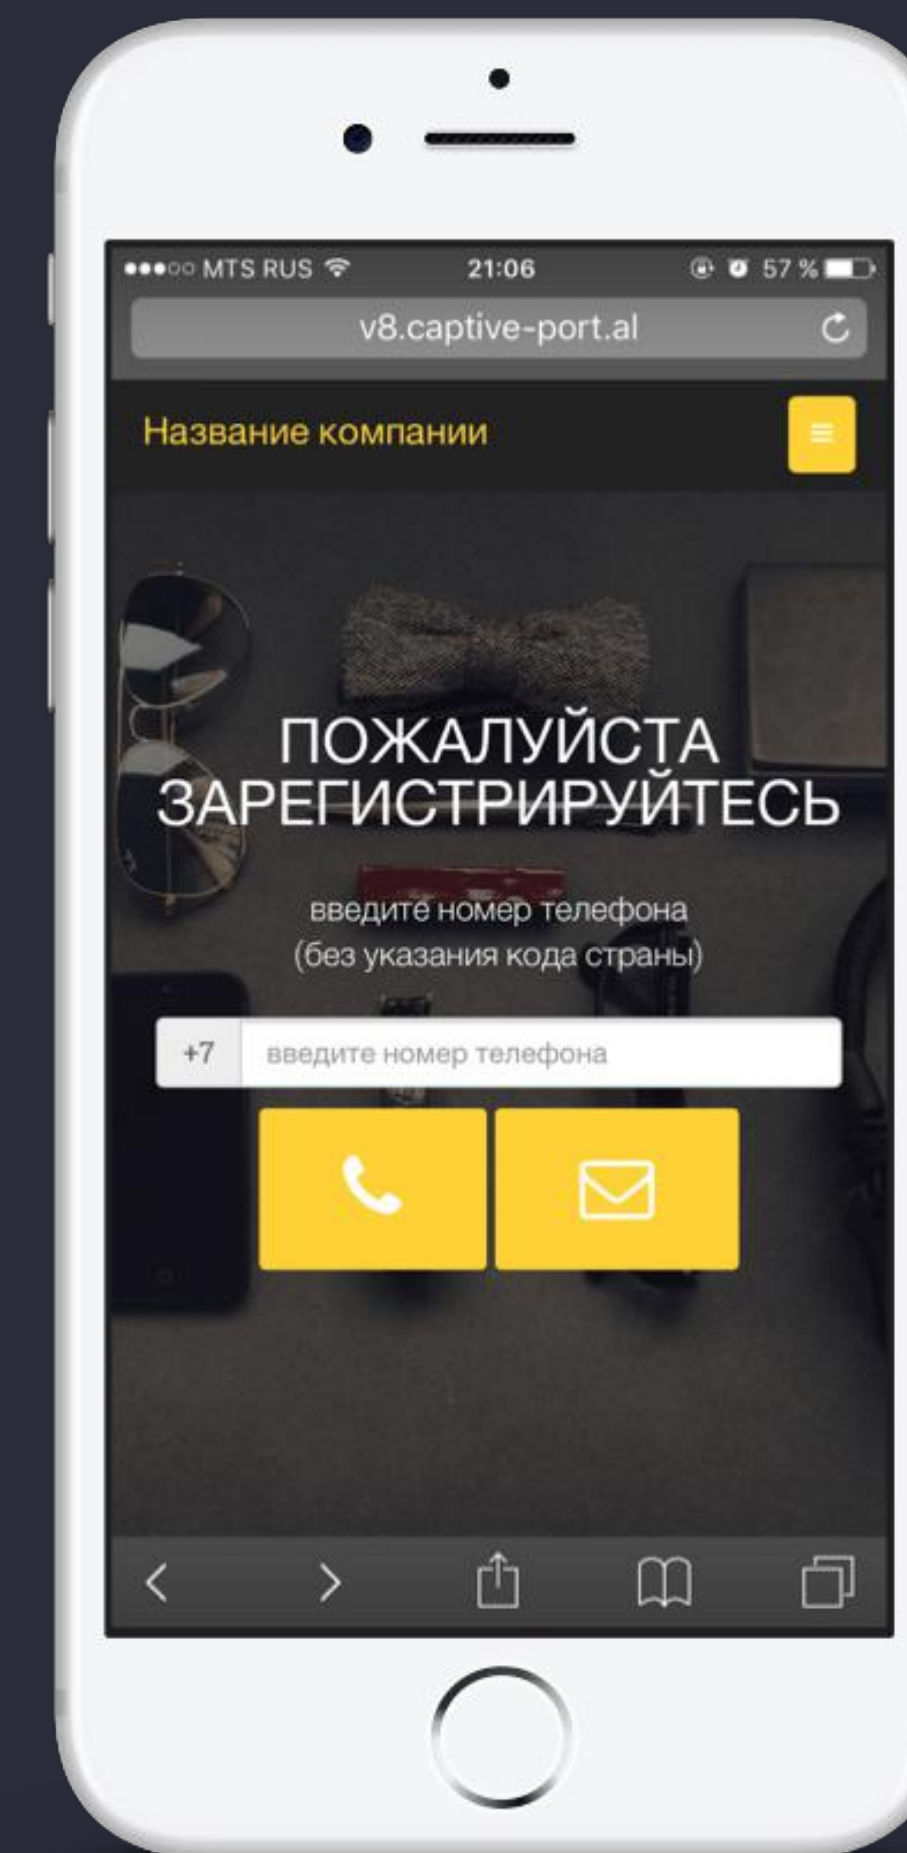 MTS RUS 21:06 57 %
v8.captive-port.al
Название компании
ПОЖАЛУЙСТА
ЗАРЕГИСТРИРУЙТЕСЬ
введите номер телефона
(без указания кода страны)
+7 введите номер телефона